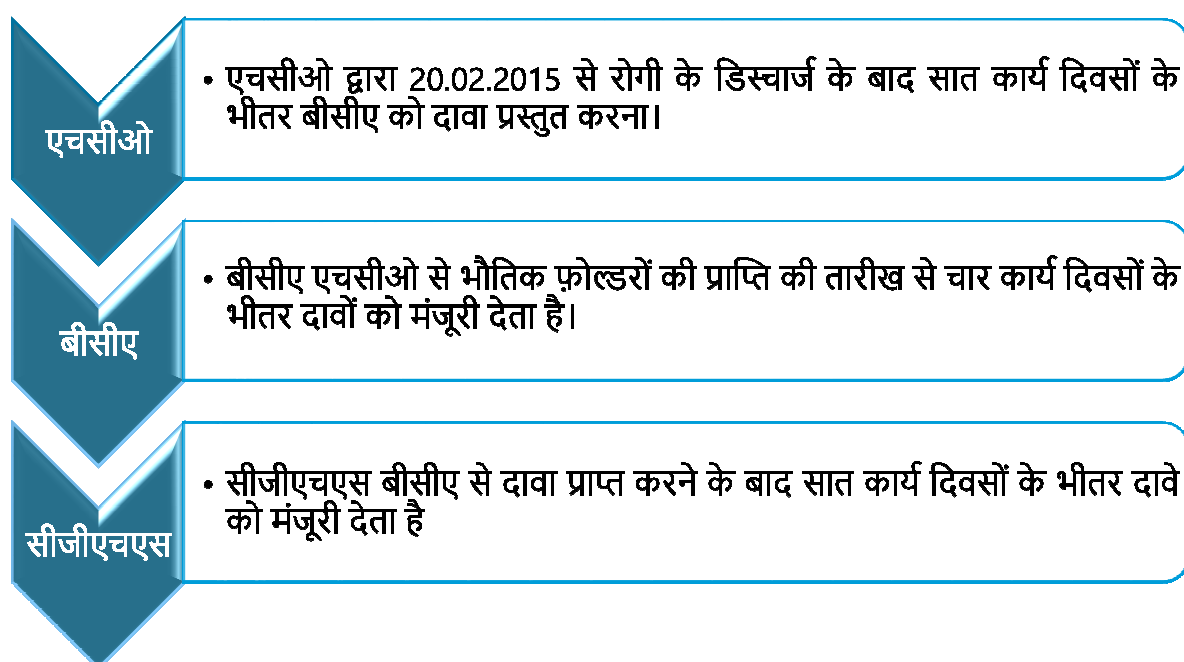 एचसीओ
• एचसीओ द्वारा 20.02.2015 से रोगी के डिस्चार्ज के बाद सात कार्य दिवसों के
भीतर बीसीए को दावा प्रस्तुत करना।
बीसीए
• बीसीए एचसीओ से भौतिक फ़ोल्डरों की प्राप्ति की तारीख से चार कार्य दिवसों के
भीतर दावों को मंजूरी देता है।
सीजीएचएस
• सीजीएचएस बीसीए से दावा प्राप्त करने के बाद सात कार्य दिवसों के भीतर दावे
को मंजूरी देता है